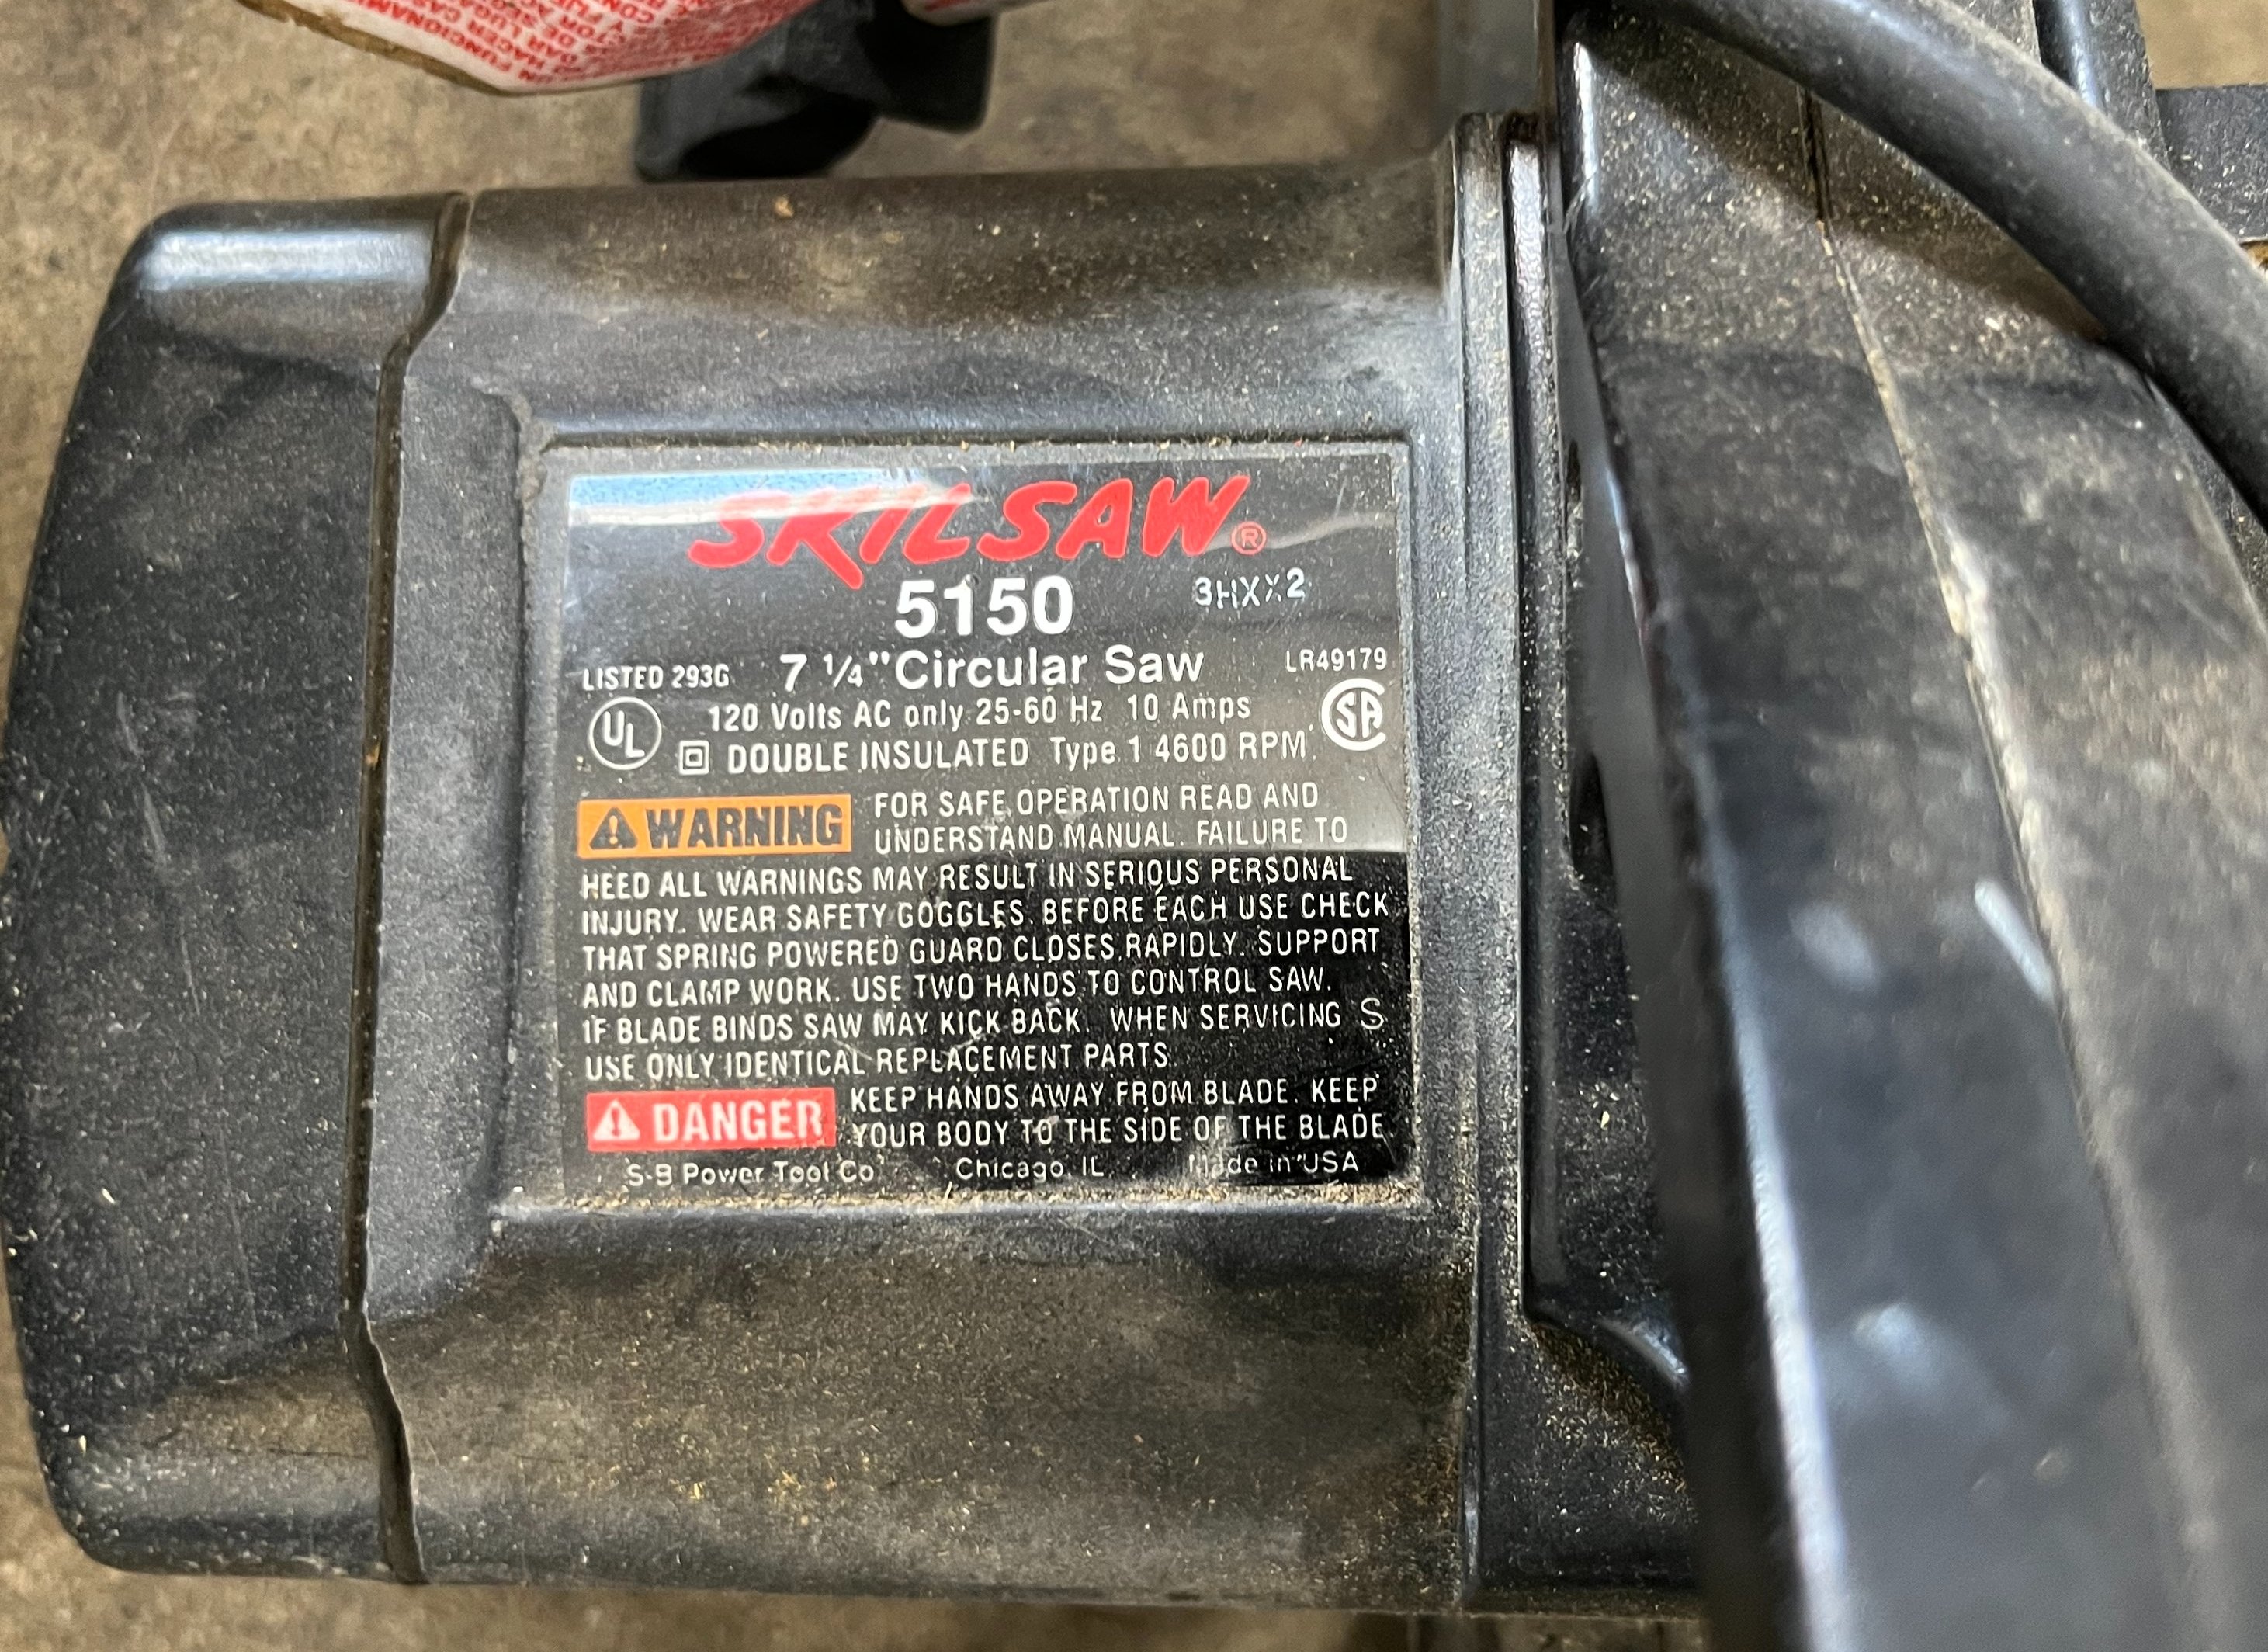 SKILSAW®
5150 3HXX2
LISTED 293G 7 1/4" Circular Saw LR49179
UL 120 Volts AC only 25-60 Hz 10 Amps SA
DOUBLE INSULATED Type 1 4600 RPM
WARNING FOR SAFE OPERATION READ AND
UNDERSTAND MANUAL. FAILURE TO
HEED ALL WARNINGS MAY RESULT IN SERIOUS PERSONAL
INJURY. WEAR SAFETY GOGGLES. BEFORE EACH USE CHECK
THAT SPRING POWERED GUARD CLOSES RAPIDLY. SUPPORT
AND CLAMP WORK. USE TWO HANDS TO CONTROL SAW.
IF BLADE BINDS SAW MAY KICK BACK. WHEN SERVICING S
USE ONLY IDENTICAL REPLACEMENT PARTS
DANGER KEEP HANDS AWAY FROM BLADE. KEEP
YOUR BODY TO THE SIDE OF THE BLADE
S-B Power Tool Co Chicago IL Made in USA